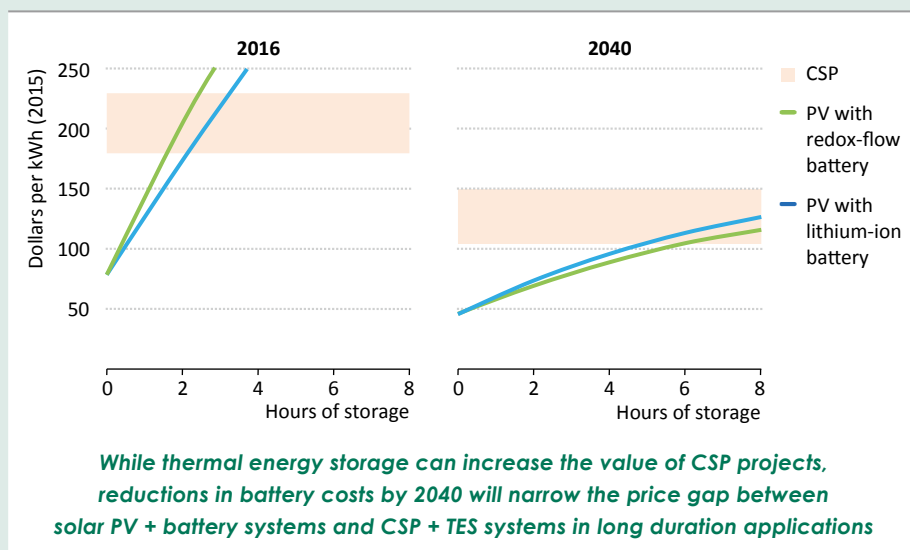 2016
2040
Dollars per kWh (2015)
250
200
150
100
50
0
2
4
6
8
Hours of storage
0
2
4
6
8
Hours of storage
CSP
PV with
redox-flow
battery
PV with
lithium-ion
battery
While thermal energy storage can increase the value of CSP projects,
reductions in battery costs by 2040 will narrow the price gap between
solar PV + battery systems and CSP + TES systems in long duration applications